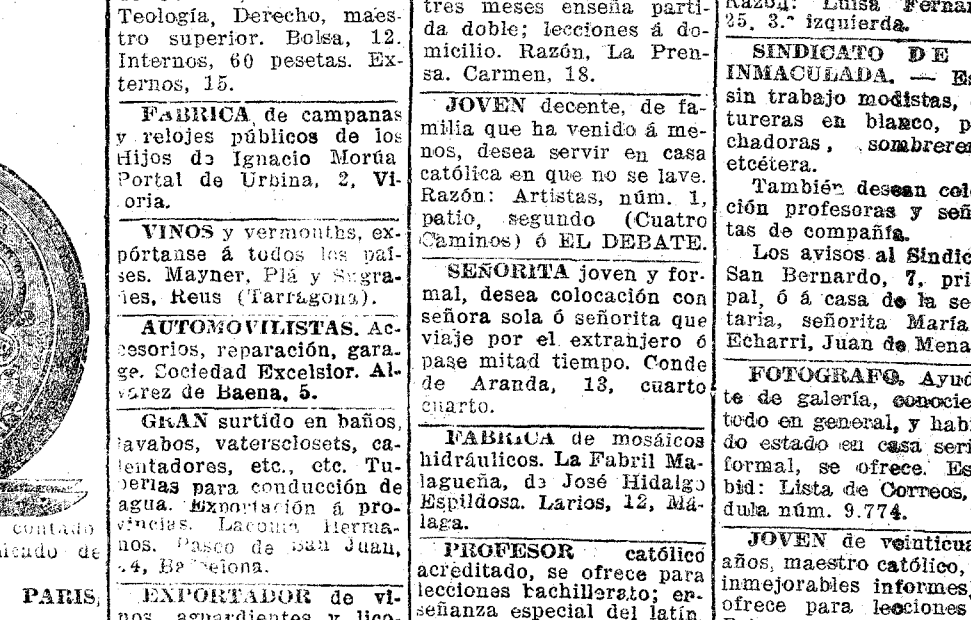 contado
de
PARIS
Teología, Derecho, maes-
tro superior. Bolsa, 12.
Internos, 60 pesetas. Ex-
ternos, 15.
FABRICA de campanas
y relojes públicos de los
Hijos de Ignacio Morúa
Portal de Urbina, 2, Vi-
oria.
VINOS y vermouths, ex-
pórtanse á todos los paí-
ses. Mayner, Plá y Sugra-
ñes, Reus (Tarragona).
AUTOMOVILISTAS. Ac-
cesorios, reparación, gara-
ge. Sociedad Excelsior. Al-
varez de Baena, 5.
GRAN surtido en baños,
lavabos, vatersclosets, ca-
lentadores, etc., etc. Tu-
berías para conducción de
agua. Exportación á pro-
vincias. Lacoma Herma-
nos. Paseo de San Juan,
44, Barcelona.
EXPORTADOR de vi-
nos, aguardientes y lico-
tres meses enseña parti-
da doble; lecciones á do-
micilio. Razón, La Pren-
sa. Carmen, 18.
JOVEN decente, de fa-
milia que ha venido á me-
nos, desea servir en casa
católica en que no se lave.
Razón: Artistas, núm. 1,
patio, segundo (Cuatro
Caminos) ó EL DEBATE.
SEÑORITA joven y for-
mal, desea colocación con
señora sola ó señorita que
viaje por el extranjero ó
pase mitad tiempo. Conde
de Aranda, 13, cuarto
cuarto.
FABRICA de mosáicos
hidráulicos. La Fabril Ma-
lagueña, de José Hidalgo
Espildosa. Larios, 12, Má-
laga.
PROFESOR católico
acreditado, se ofrece para
lecciones bachillerato; en-
señanza especial del latín.
Razón: Luisa Fernan
25, 3.º izquierda.
SINDICATO DE
INMACULADA. — Es
sin trabajo modistas,
tureras en blanco, p
chadoras, sombrerer
etcétera.
También desean col
ción profesoras y señ
tas de compañía.
Los avisos al Sindic
San Bernardo, 7, pri
pal, ó á casa de la se
taria, señorita María
Echarri, Juan de Mena
FOTOGRAFO. Ayud
te de galería, conocie
todo en general, y habi
do estado en casa seri
formal, se ofrece. Es
bid: Lista de Correos,
dula núm. 9.774.
JOVEN de veinticua
años, maestro católico,
inmejorables informes,
ofrece para lecciones